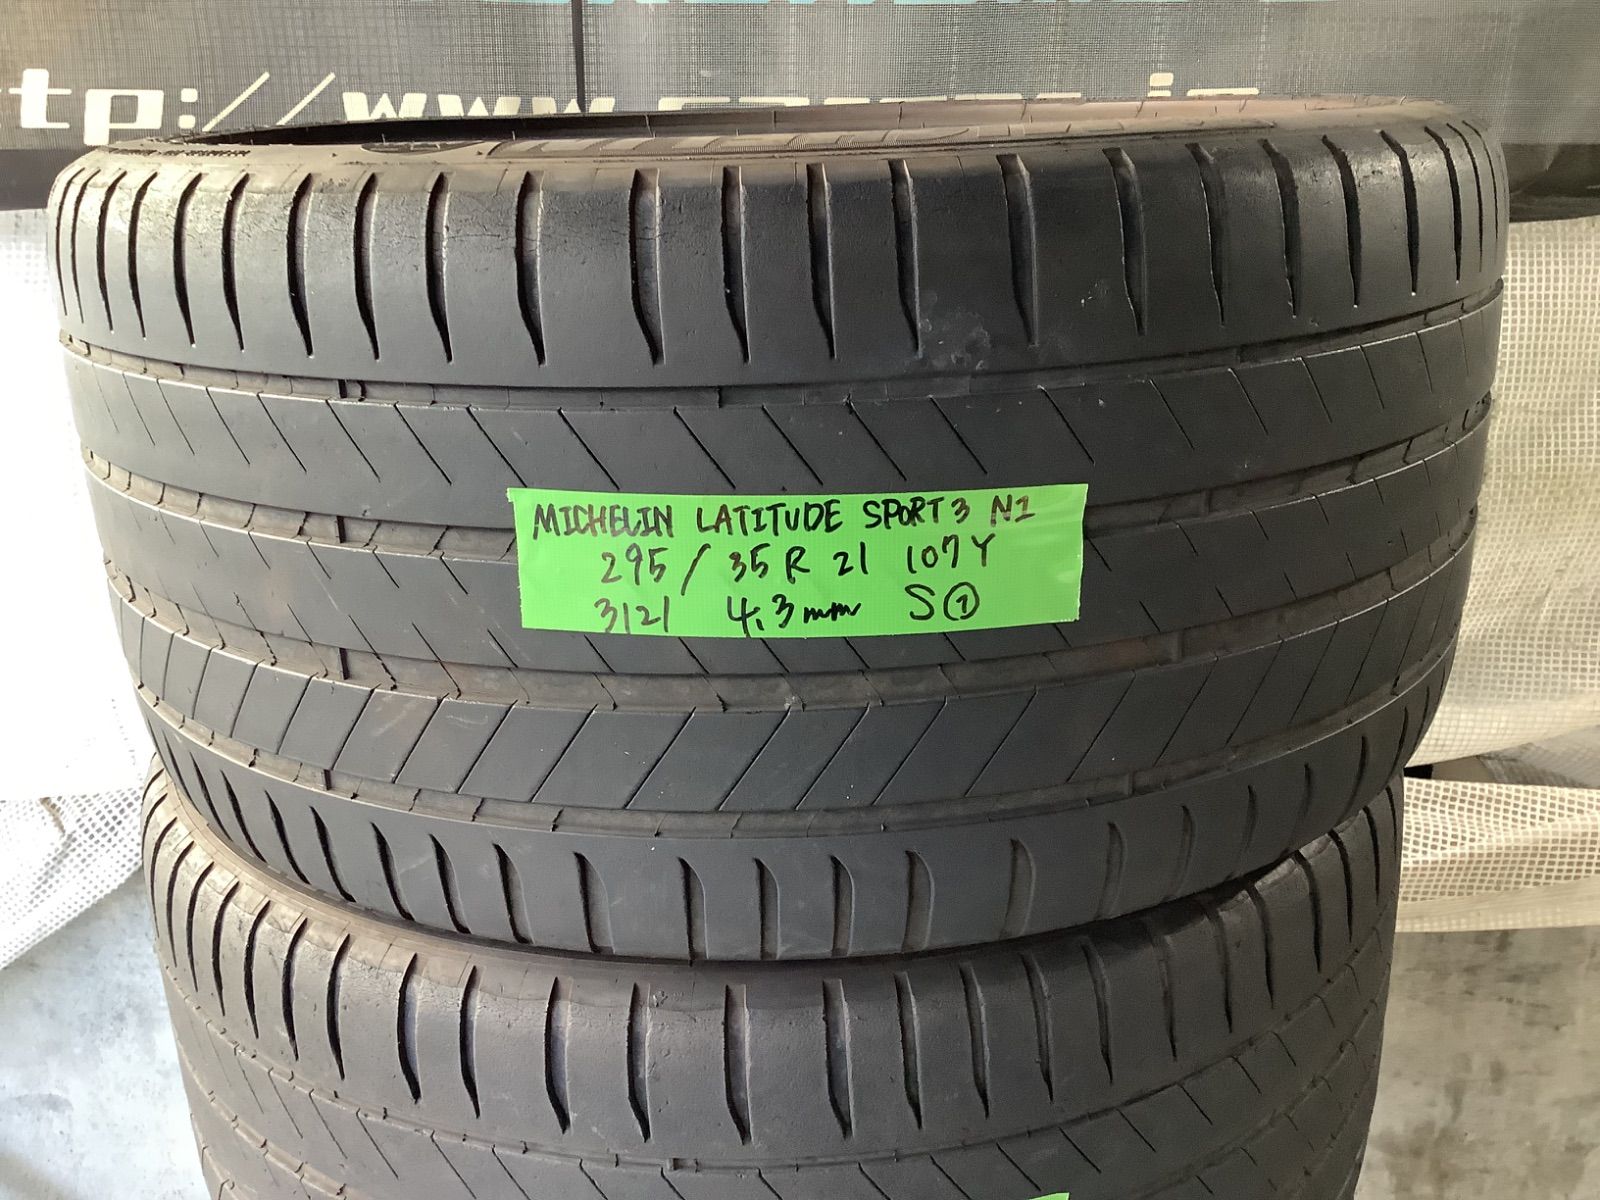 tp://www.
MICHELIN LATITUDE SPORT3 N1
295/35R21 107Y
3121 4.3mm S①